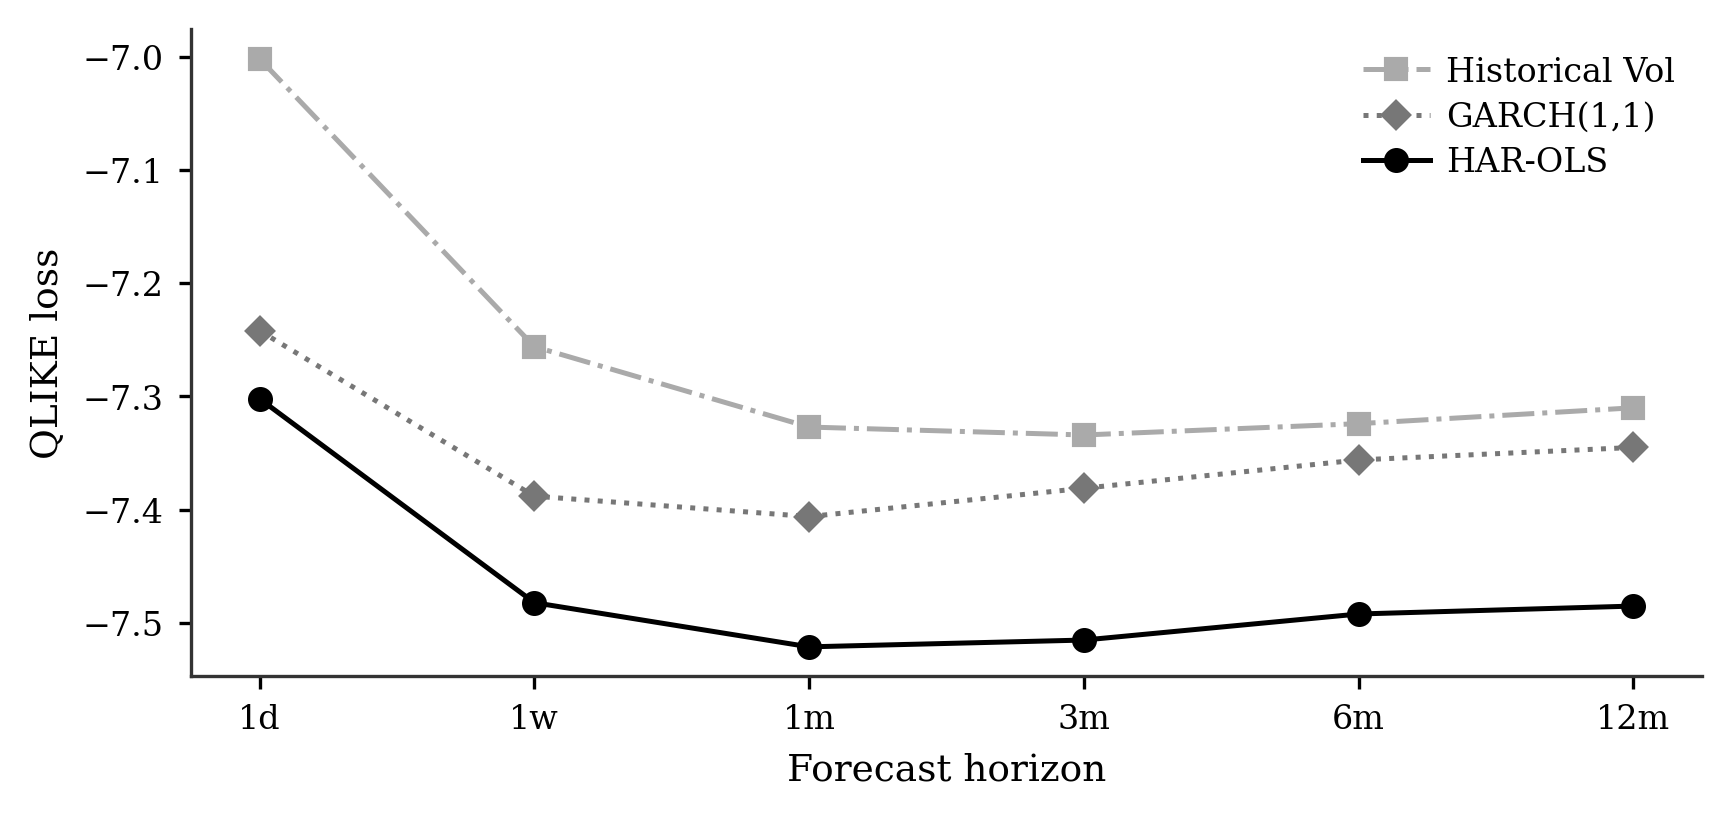 −7.0
−7.1
−7.2
−7.3
−7.4
−7.5
QLIKE loss
Historical Vol
GARCH(1,1)
HAR-OLS
1d 1w 1m 3m 6m 12m
Forecast horizon